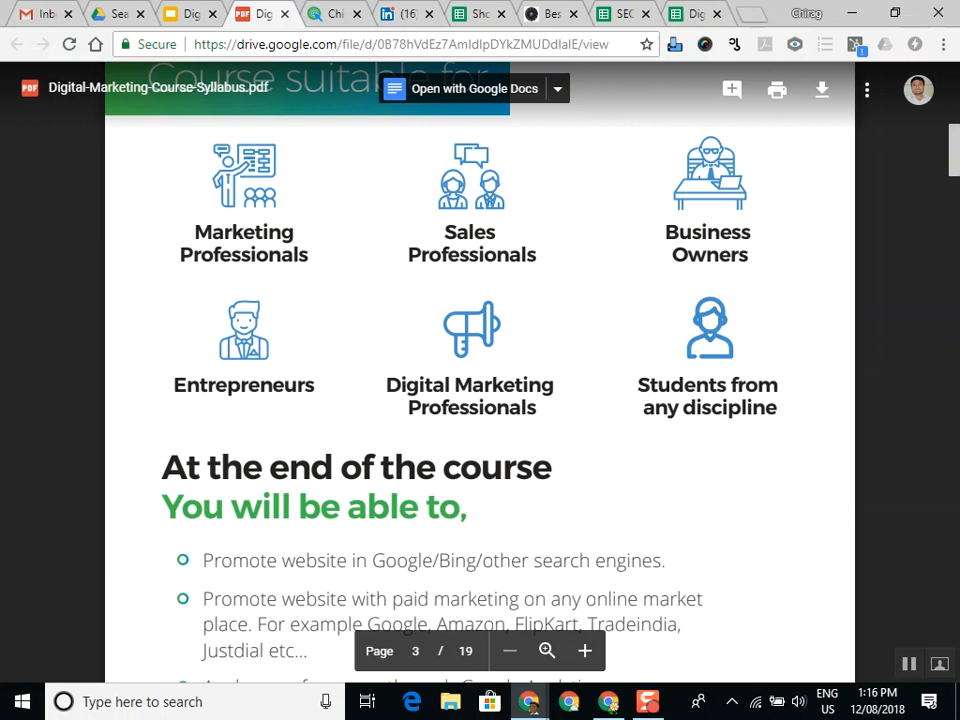 Inb
Sea
Dig
Dig
Chi
(16)
Sho
Bes
SEC
Dig
Chirag
Secure
https://drive.google.com/file/d/0B78hVdEz7AmIdlpDYkZMUDdIalE/view
Course suitable for
Digital-Marketing-Course-Syllabus.pdf
Open with Google Docs
Marketing
Professionals
Sales
Professionals
Business
Owners
Entrepreneurs
Digital Marketing
Professionals
Students from
any discipline
At the end of the course
You will be able to,
Promote website in Google/Bing/other search engines.
Promote website with paid marketing on any online market
place. For example Google, Amazon, FlipKart, Tradeindia,
Justdial etc...
Page 3 / 19
Type here to search
ENG
US
1:16 PM
12/08/2018